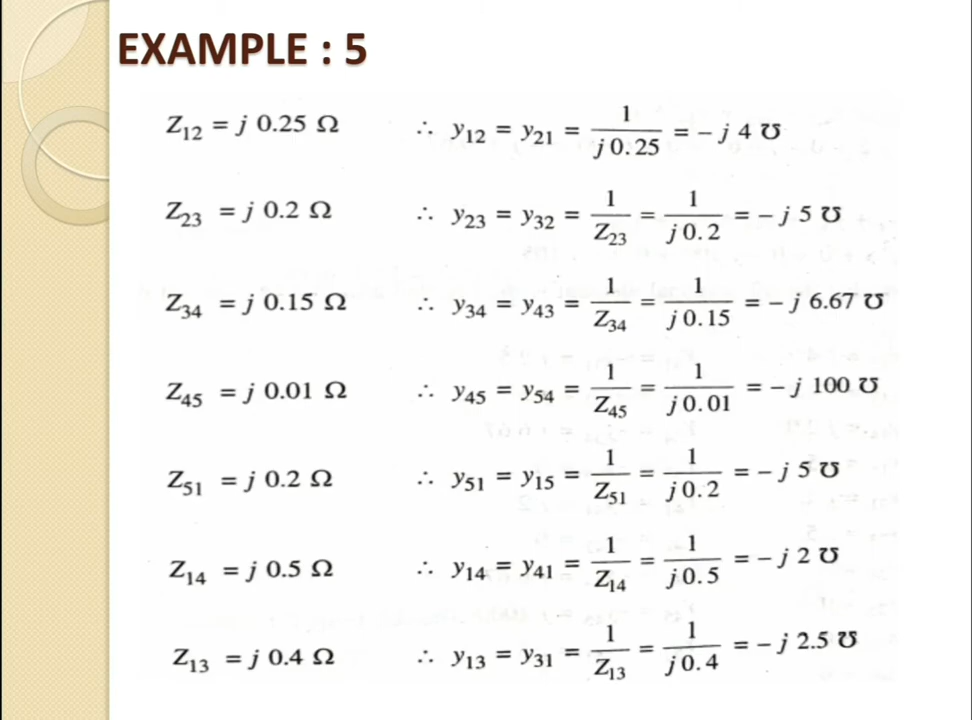 EXAMPLE : 5
Z12 = j 0.25 Ω ∴ y12 = y21 = 1/j 0.25 = – j 4 ℧
Z23 = j 0.2 Ω ∴ y23 = y32 = 1/Z23 = 1/j 0.2 = – j 5 ℧
Z34 = j 0.15 Ω ∴ y34 = y43 = 1/Z34 = 1/j 0.15 = – j 6.67 ℧
Z45 = j 0.01 Ω ∴ y45 = y54 = 1/Z45 = 1/j 0.01 = – j 100 ℧
Z51 = j 0.2 Ω ∴ y51 = y15 = 1/Z51 = 1/j 0.2 = – j 5 ℧
Z14 = j 0.5 Ω ∴ y14 = y41 = 1/Z14 = 1/j 0.5 = – j 2 ℧
Z13 = j 0.4 Ω ∴ y13 = y31 = 1/Z13 = 1/j 0.4 = – j 2.5 ℧